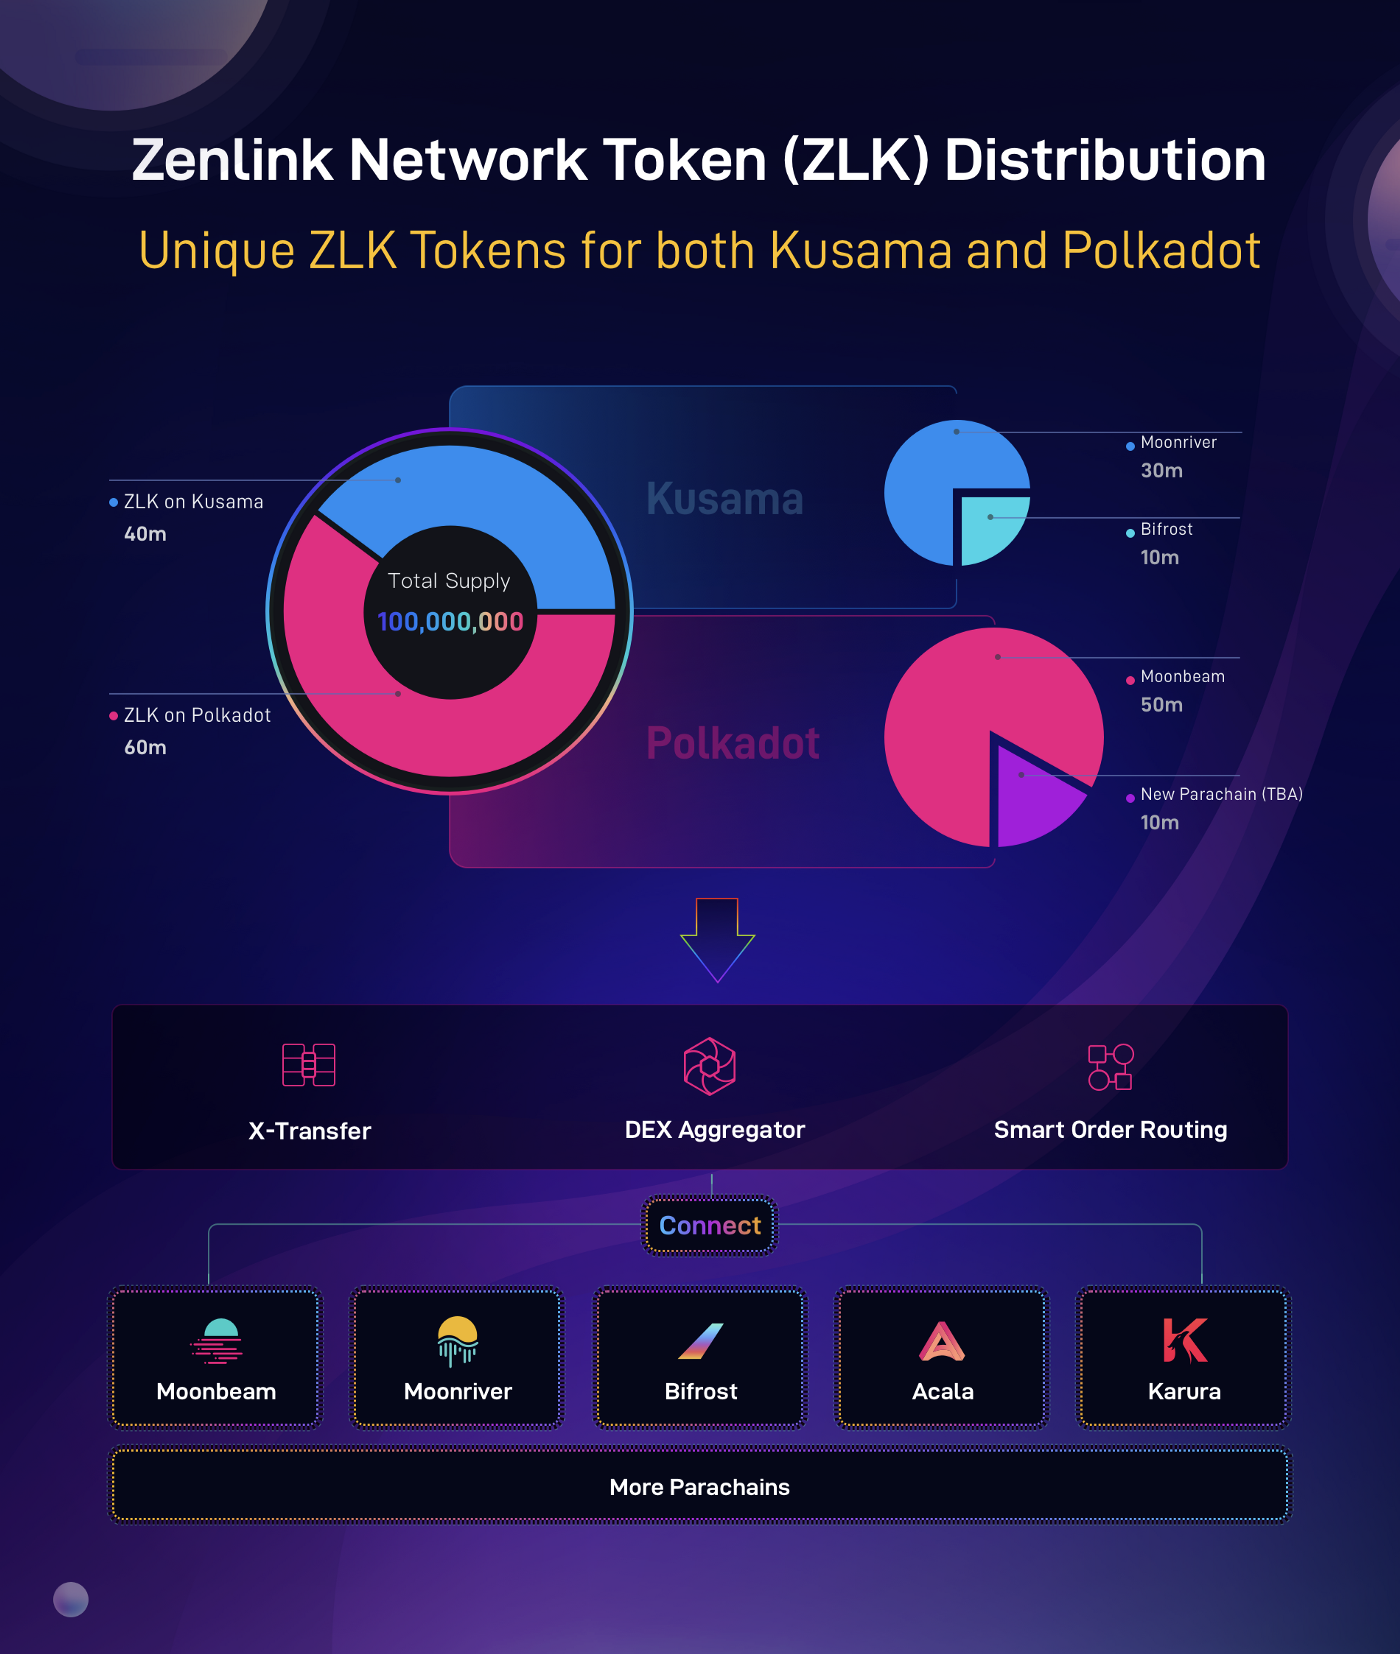 Zenlink Network Token (ZLK) Distribution
Unique ZLK Tokens for both Kusama and Polkadot
ZLK on Kusama
40m
ZLK on Polkadot
60m
Total Supply
100,000,000
Kusama
Polkadot
Moonriver
30m
Bifrost
10m
Moonbeam
50m
New Parachain (TBA)
10m
X-Transfer
DEX Aggregator
Smart Order Routing
Connect
Moonbeam
Moonriver
Bifrost
Acala
Karura
More Parachains